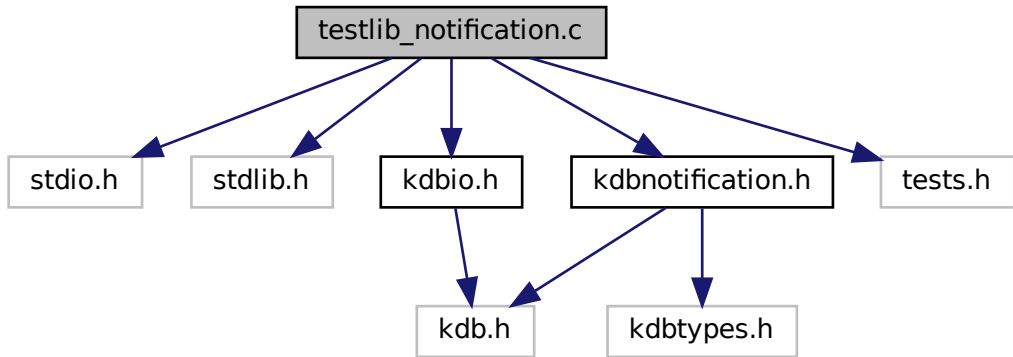 testlib_notification.c
stdio.h
stdlib.h
kdbio.h
kdbnotification.h
tests.h
kdb.h
kdbtypes.h